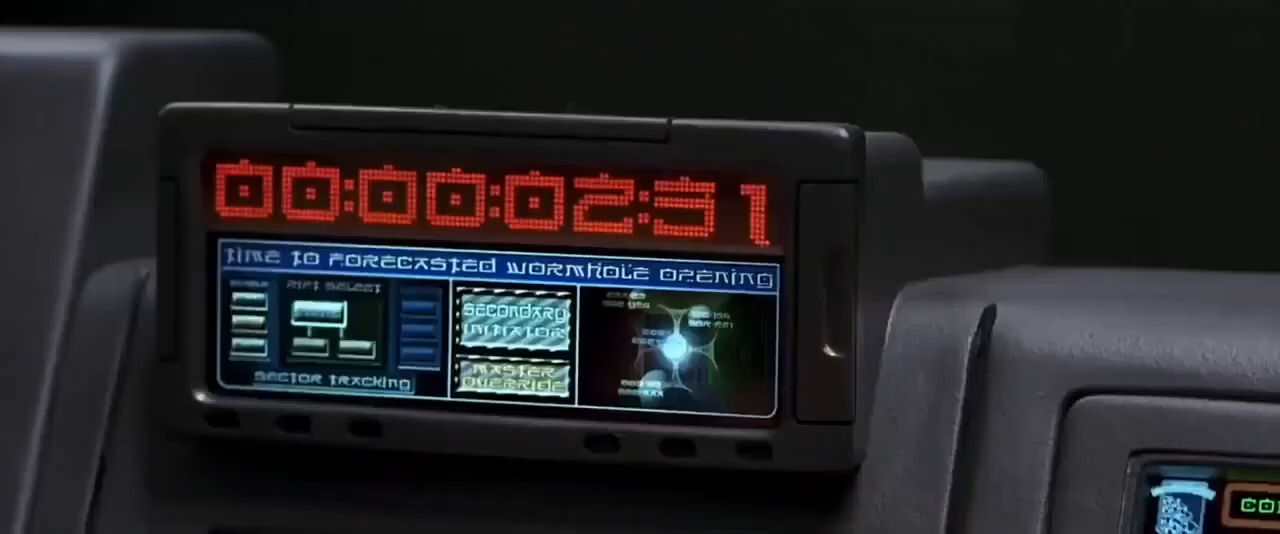 00:00:02:31
TIME TO FORECASTED WORMHOLE OPENING
RIFT SELECT
SECONDARY
INITIATOR
MASTER
OVERRIDE
SECTOR TRACKING